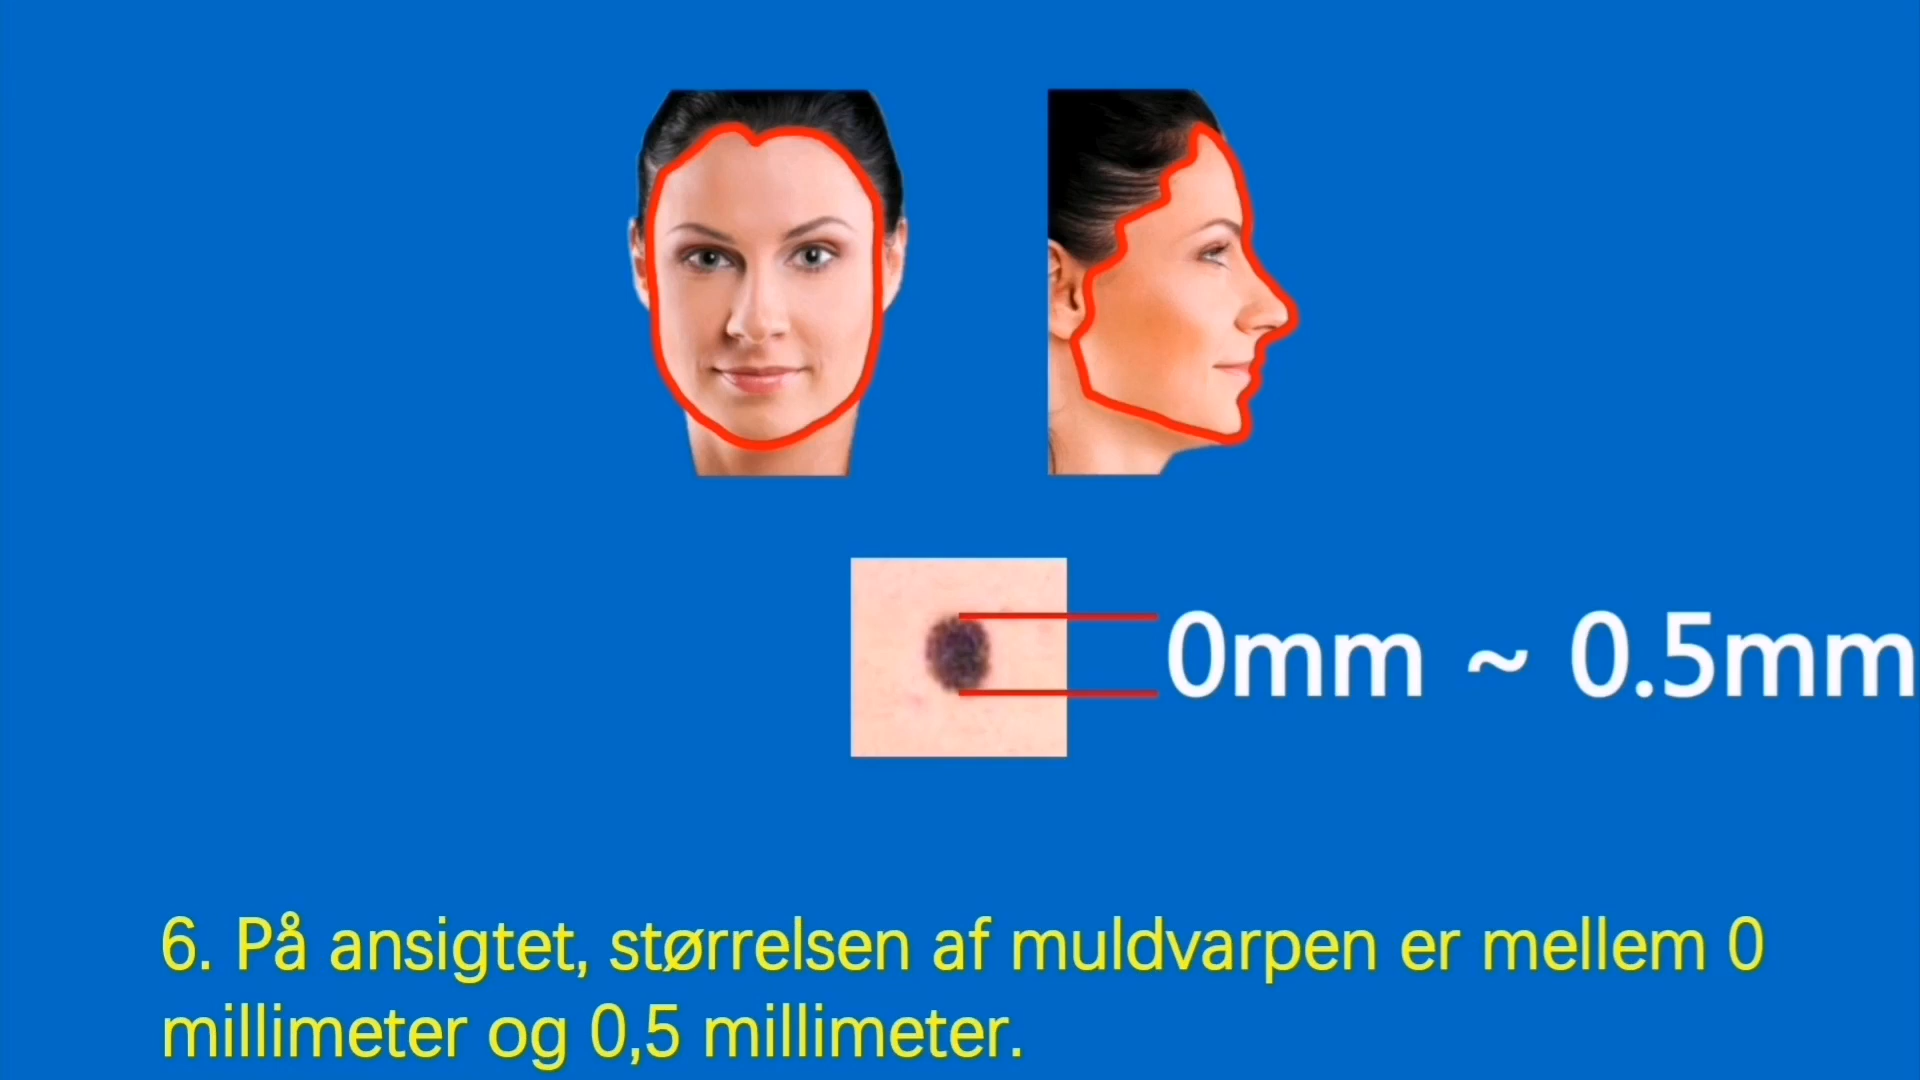 0mm ~ 0.5mm
6. På ansigtet, størrelsen af muldvarpen er mellem 0
millimeter og 0,5 millimeter.